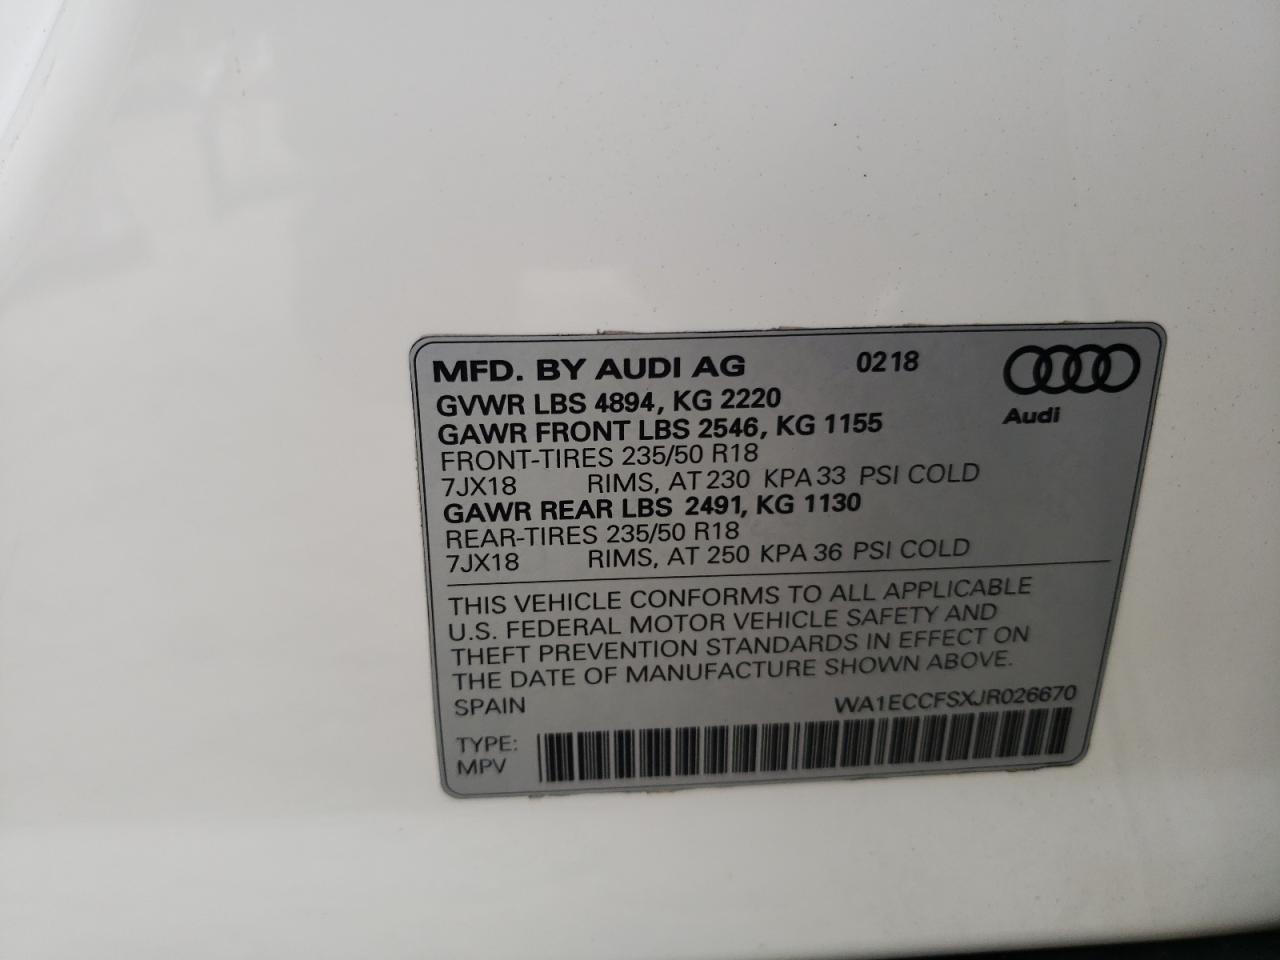 MFD. BY AUDI AG 0218
Audi
GVWR LBS 4894, KG 2220
GAWR FRONT LBS 2546, KG 1155
FRONT-TIRES 235/50 R18
7JX18 RIMS, AT 230 KPA 33 PSI COLD
GAWR REAR LBS 2491, KG 1130
REAR-TIRES 235/50 R18
7JX18 RIMS, AT 250 KPA 36 PSI COLD
THIS VEHICLE CONFORMS TO ALL APPLICABLE
U.S. FEDERAL MOTOR VEHICLE SAFETY AND
THEFT PREVENTION STANDARDS IN EFFECT ON
THE DATE OF MANUFACTURE SHOWN ABOVE.
SPAIN WA1ECCFSXJR026670
TYPE:
MPV